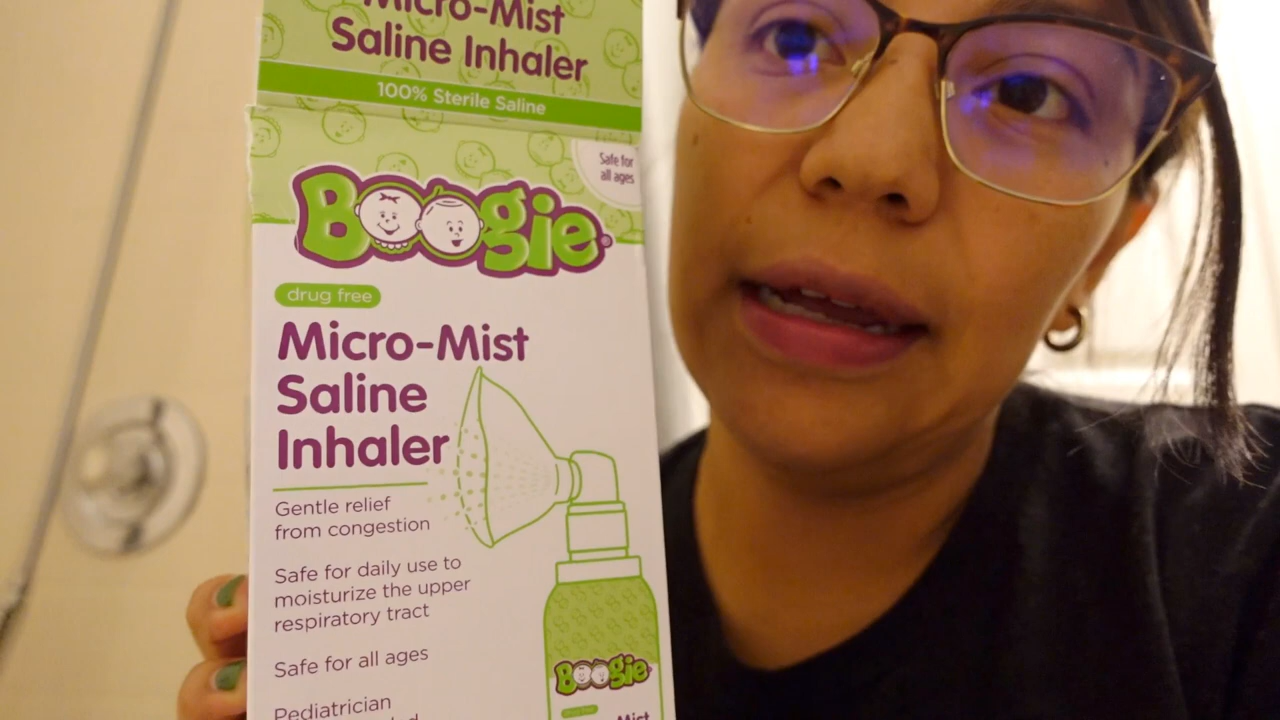 Micro-Mist
Saline Inhaler
100% Sterile Saline
Safe for
all ages
Boogie®
drug free
Micro-Mist
Saline
Inhaler
Gentle relief
from congestion
Safe for daily use to
moisturize the upper
respiratory tract
Safe for all ages
Pediatrician
Boogie
drug free
Mist